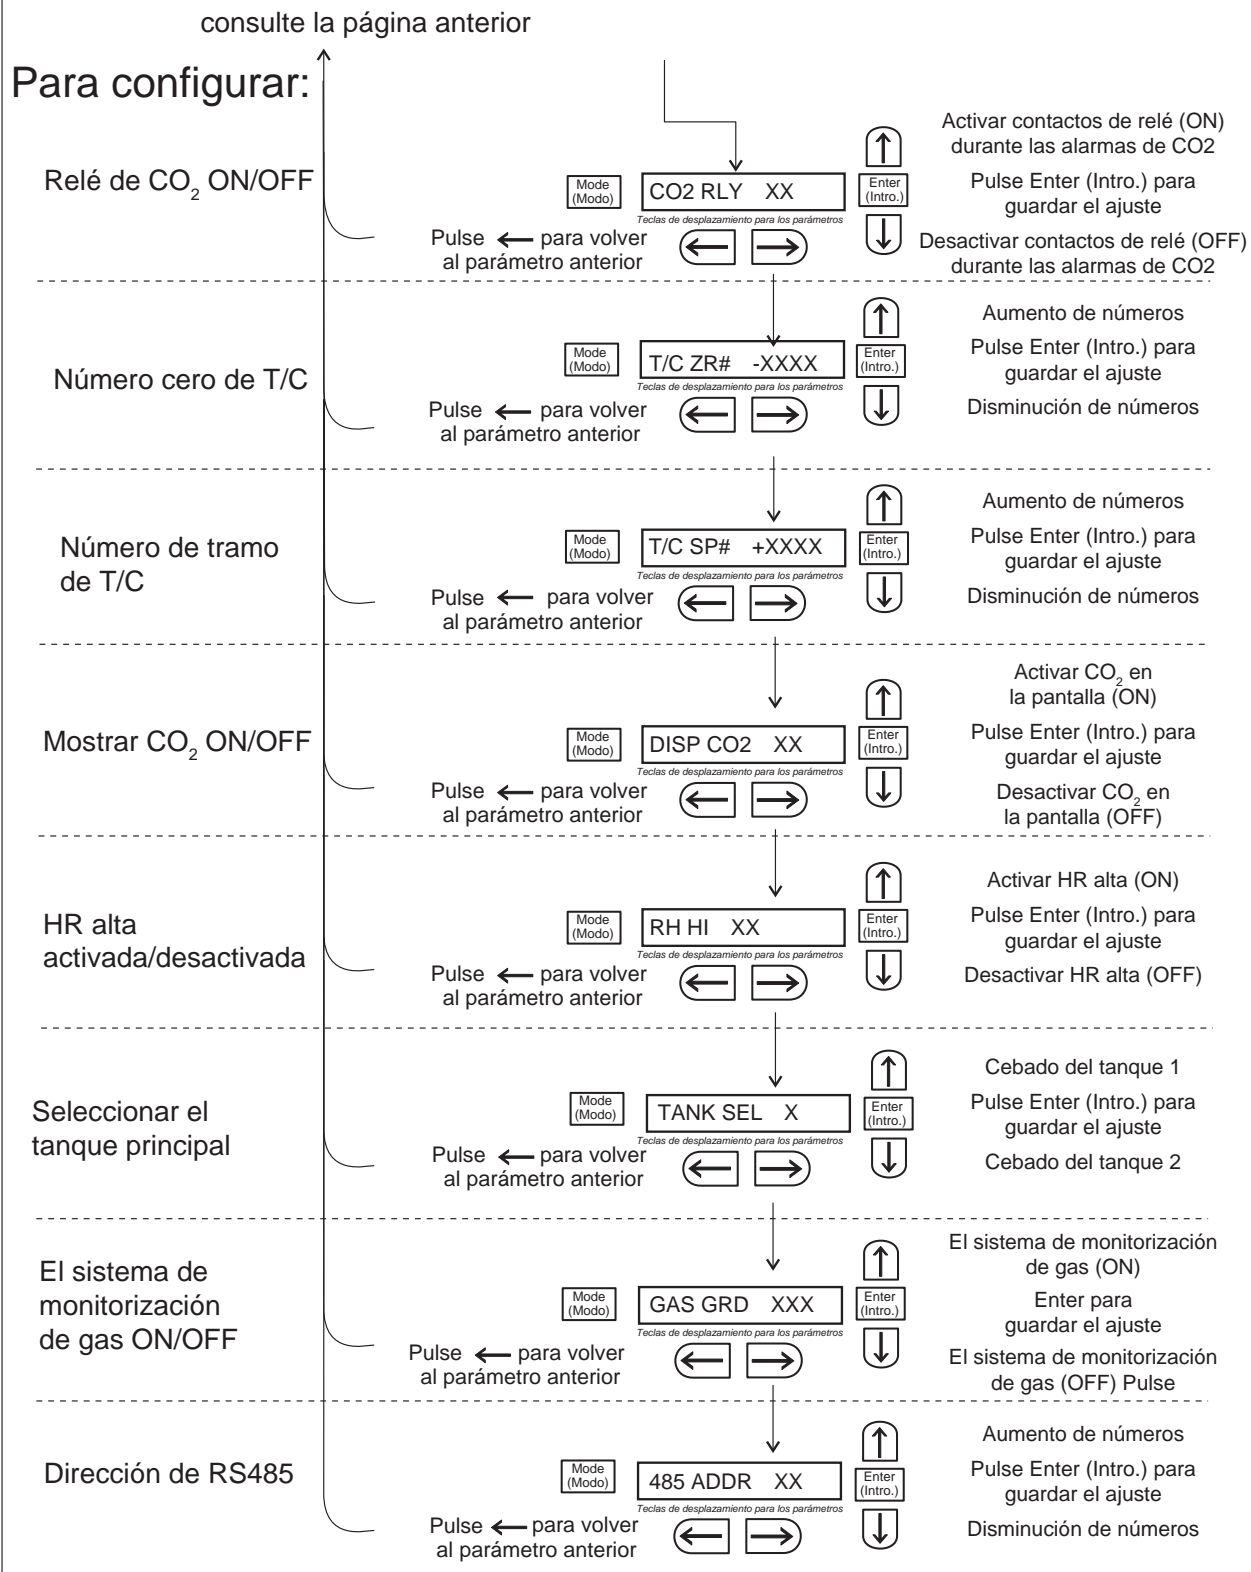 consulte la página anterior
Para configurar:
Relé de CO2 ON/OFF
Mode
(Modo)
CO2 RLY XX
Teclas de desplazamiento para los parámetros
Pulse ← para volver
al parámetro anterior
Enter
(Intro.)
Activar contactos de relé (ON)
durante las alarmas de CO2
Pulse Enter (Intro.) para
guardar el ajuste
Desactivar contactos de relé (OFF)
durante las alarmas de CO2
Número cero de T/C
Mode
(Modo)
T/C ZR# -XXXX
Teclas de desplazamiento para los parámetros
Pulse ← para volver
al parámetro anterior
Enter
(Intro.)
Aumento de números
Pulse Enter (Intro.) para
guardar el ajuste
Disminución de números
Número de tramo
de T/C
Mode
(Modo)
T/C SP# +XXXX
Teclas de desplazamiento para los parámetros
Pulse ← para volver
al parámetro anterior
Enter
(Intro.)
Aumento de números
Pulse Enter (Intro.) para
guardar el ajuste
Disminución de números
Mostrar CO2 ON/OFF
Mode
(Modo)
DISP CO2 XX
Teclas de desplazamiento para los parámetros
Pulse ← para volver
al parámetro anterior
Enter
(Intro.)
Activar CO2 en
la pantalla (ON)
Pulse Enter (Intro.) para
guardar el ajuste
Desactivar CO2 en
la pantalla (OFF)
HR alta
activada/desactivada
Mode
(Modo)
RH HI XX
Teclas de desplazamiento para los parámetros
Pulse ← para volver
al parámetro anterior
Enter
(Intro.)
Activar HR alta (ON)
Pulse Enter (Intro.) para
guardar el ajuste
Desactivar HR alta (OFF)
Seleccionar el
tanque principal
Mode
(Modo)
TANK SEL X
Teclas de desplazamiento para los parámetros
Pulse ← para volver
al parámetro anterior
Enter
(Intro.)
Cebado del tanque 1
Pulse Enter (Intro.) para
guardar el ajuste
Cebado del tanque 2
El sistema de
monitorización
de gas ON/OFF
Mode
(Modo)
GAS GRD XXX
Teclas de desplazamiento para los parámetros
Pulse ← para volver
al parámetro anterior
Enter
(Intro.)
El sistema de monitorización
de gas (ON)
Enter para
guardar el ajuste
El sistema de monitorización
de gas (OFF) Pulse
Dirección de RS485
Mode
(Modo)
485 ADDR XX
Teclas de desplazamiento para los parámetros
Pulse ← para volver
al parámetro anterior
Enter
(Intro.)
Aumento de números
Pulse Enter (Intro.) para
guardar el ajuste
Disminución de números